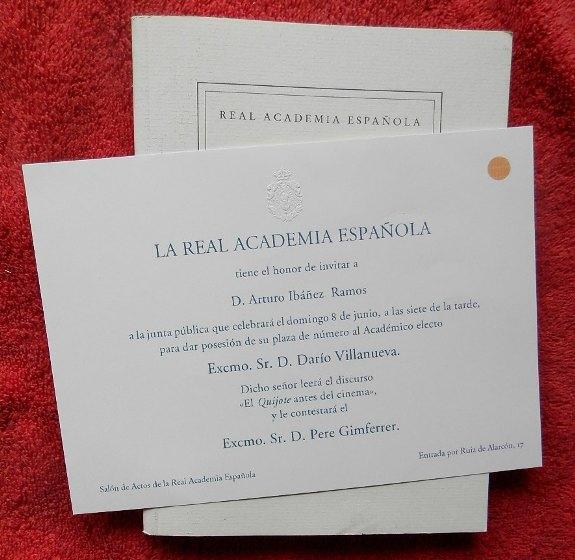 REAL ACADEMIA ESPAÑOLA
LA REAL ACADEMIA ESPAÑOLA
tiene el honor de invitar a
D. Arturo Ibáñez Ramos
a la junta pública que celebrará el domingo 8 de junio, a las siete de la tarde,
para dar posesión de su plaza de número al Académico electo
Excmo. Sr. D. Darío Villanueva.
Dicho señor leerá el discurso
«El Quijote antes del cinema»,
y le contestará el
Excmo. Sr. D. Pere Gimferrer.
Salón de Actos de la Real Academia Española
Entrada por Ruiz de Alarcón, 17